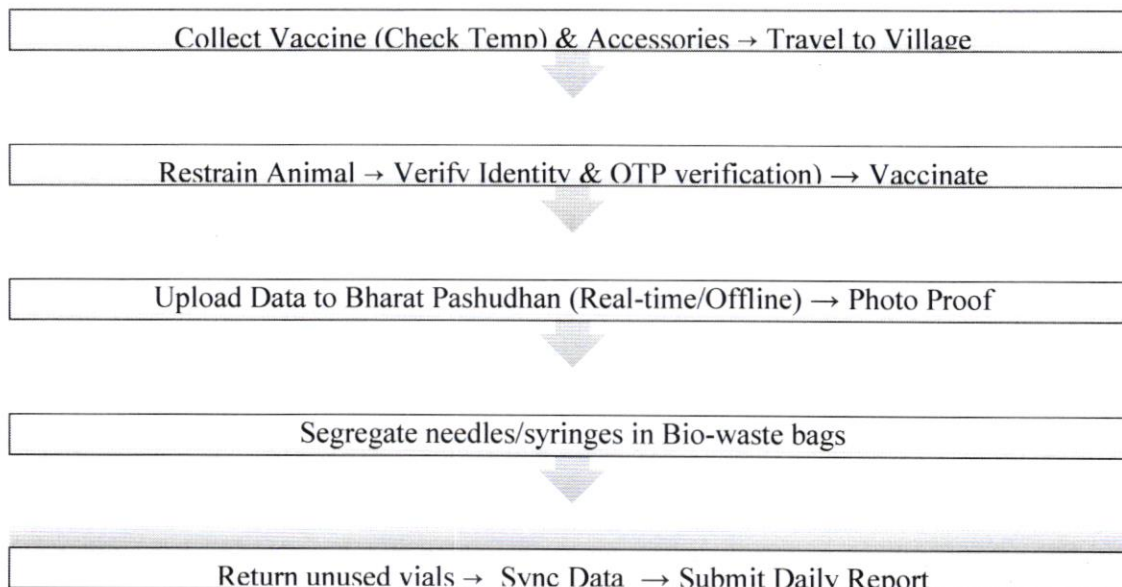 Collect Vaccine (Check Temp) & Accessories → Travel to Village
Restrain Animal → Verify Identity & OTP verification) → Vaccinate
Upload Data to Bharat Pashudhan (Real-time/Offline) → Photo Proof
Segregate needles/syringes in Bio-waste bags
Return unused vials → Sync Data → Submit Daily Report